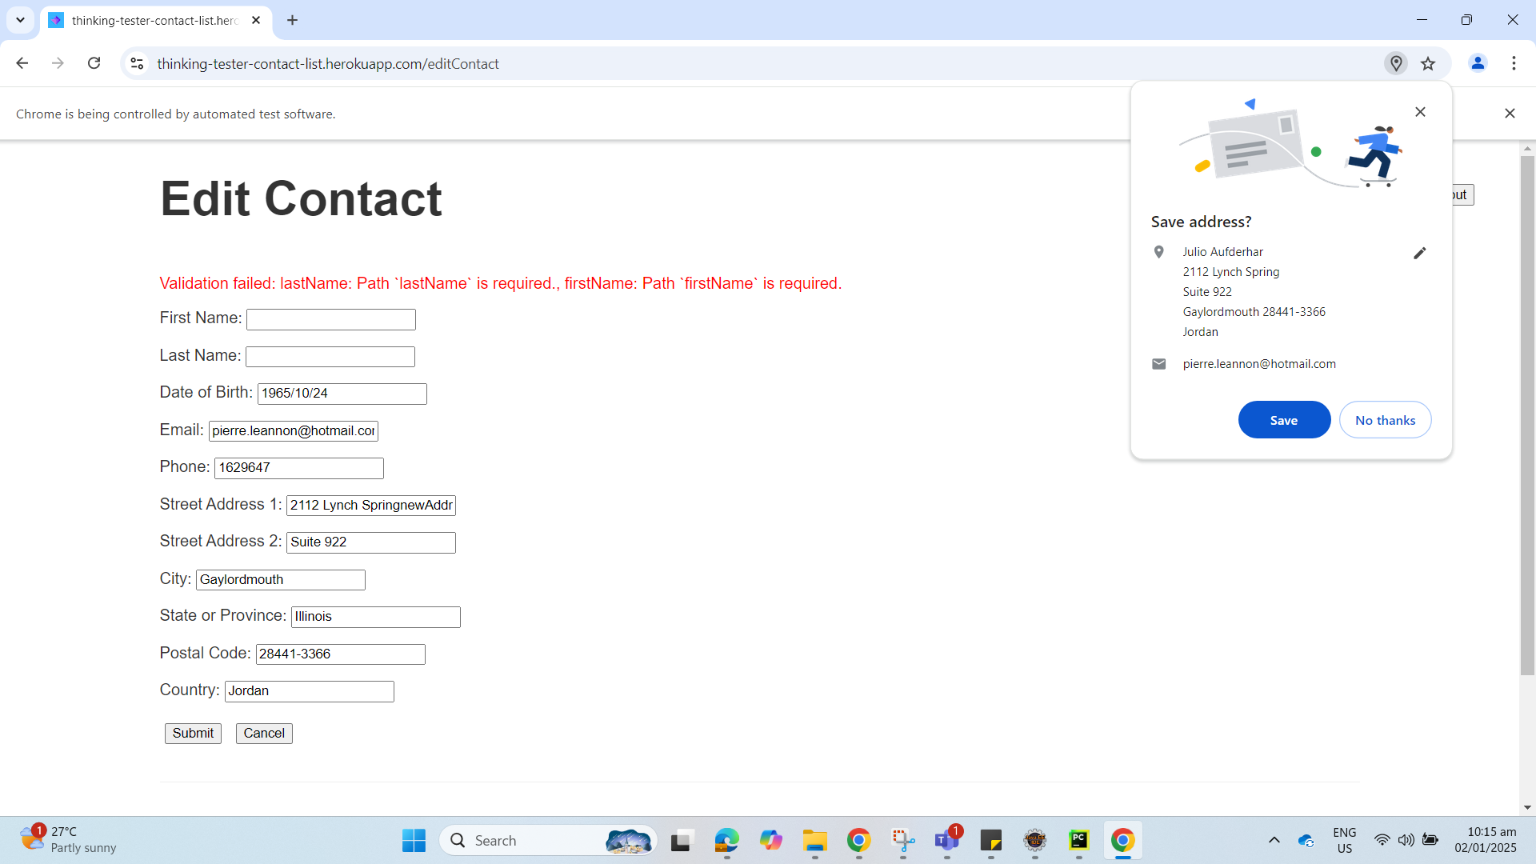 thinking-tester-contact-list.hero
thinking-tester-contact-list.herokuapp.com/editContact
Chrome is being controlled by automated test software.
Edit Contact
out
Validation failed: lastName: Path `lastName` is required., firstName: Path `firstName` is required.
First Name:
Last Name:
Date of Birth: 1965/10/24
Email: pierre.leannon@hotmail.cor
Phone: 1629647
Street Address 1: 2112 Lynch SpringnewAddr
Street Address 2: Suite 922
City: Gaylordmouth
State or Province: Illinois
Postal Code: 28441-3366
Country: Jordan
Submit Cancel
Save address?
Julio Aufderhar
2112 Lynch Spring
Suite 922
Gaylordmouth 28441-3366
Jordan
pierre.leannon@hotmail.com
Save No thanks
1
27°C
Partly sunny
Search
1
PC
ENG
US
10:15 am
02/01/2025